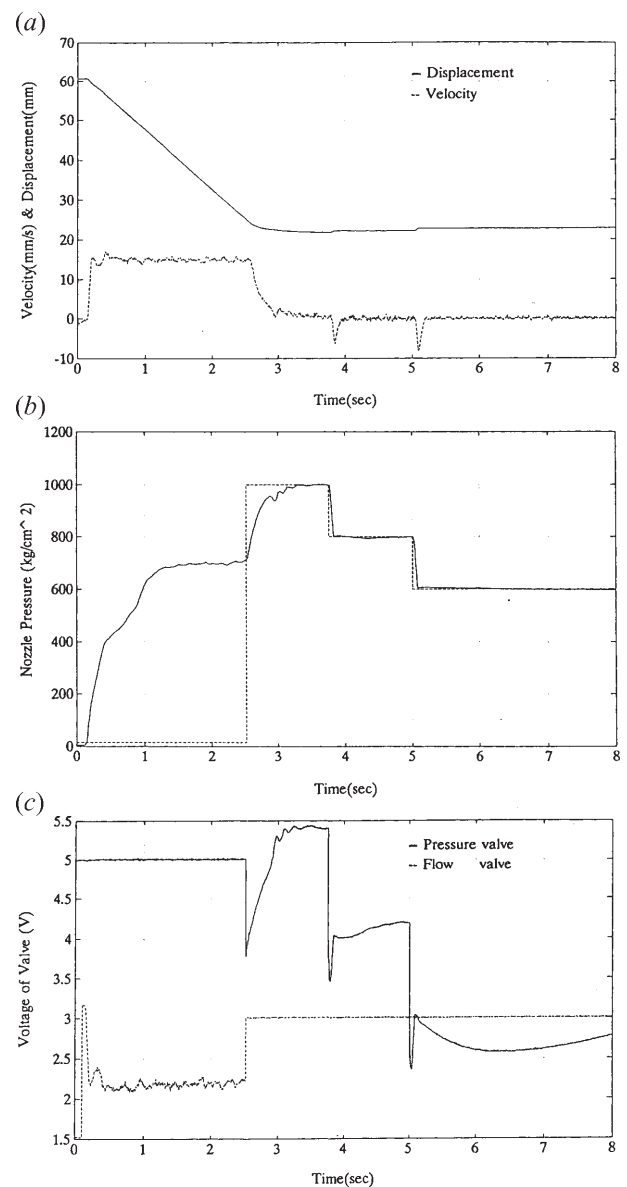 (a)
Velocity(mm/s) & Displacement(mm)
70
60
50
40
30
20
10
0
-10
Displacement
Velocity
0 1 2 3 4 5 6 7 8
Time(sec)
(b)
Nozzle Pressure (kg/cm^ 2)
1200
1000
800
600
400
200
0
0 1 2 3 4 5 6 7 8
Time(sec)
(c)
Voltage of Valve (V)
5.5
5
4.5
4
3.5
3
2.5
2
1.5
Pressure valve
Flow valve
0 1 2 3 4 5 6 7 8
Time(sec)